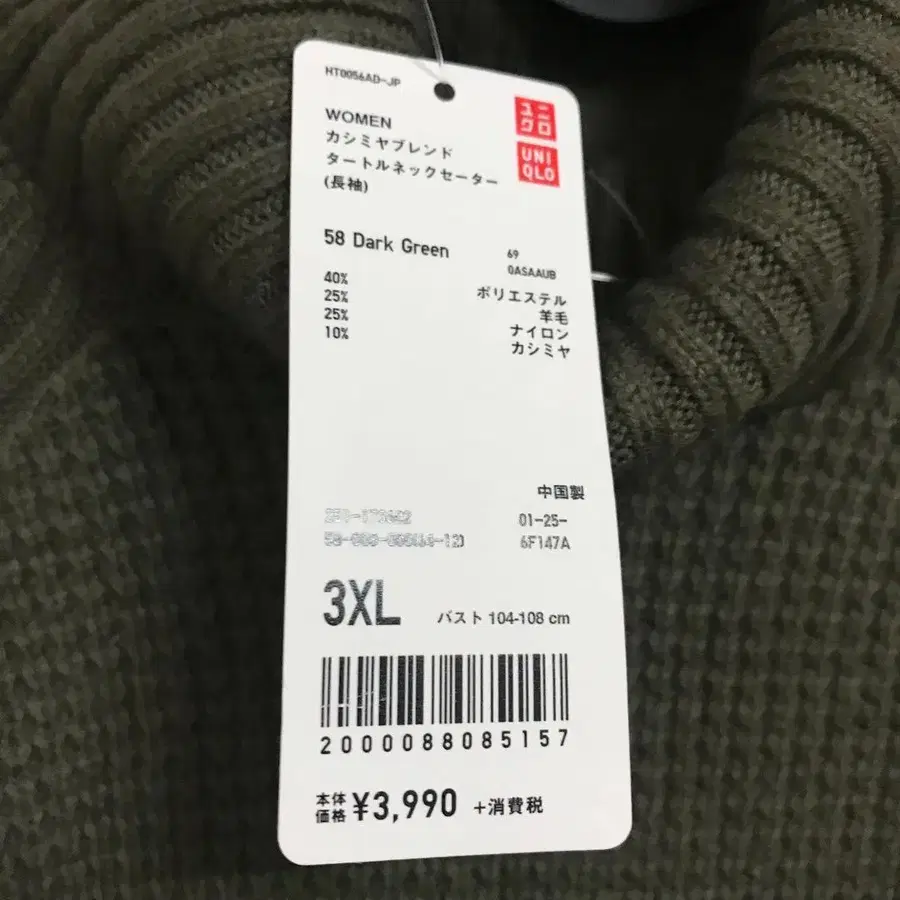 HT0056AD-JP
ユニ
クロ
UNI
QLO
WOMEN
カシミヤブレンド
タートルネックセーター
(長袖)
58 Dark Green
69
0ASAAUB
40% ポリエステル
25% 羊毛
25% ナイロン
10% カシミヤ
中国製
01-25-
6F147A
3XL バスト 104-108 cm
2000088085157
本体
価格 ¥3,990 +消費税